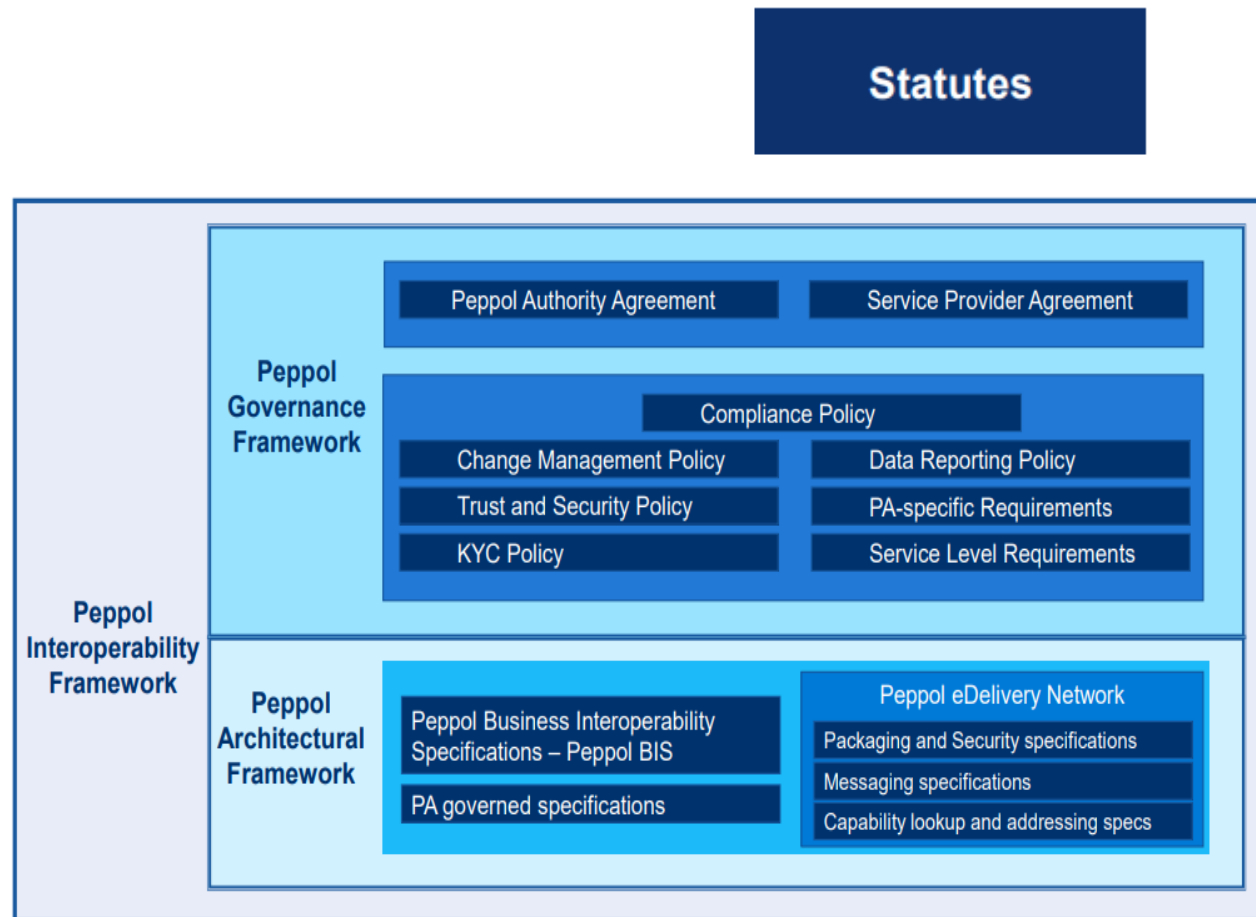 Statutes
Peppol
Interoperability
Framework
Peppol
Governance
Framework
Peppol Authority Agreement
Service Provider Agreement
Compliance Policy
Change Management Policy
Data Reporting Policy
Trust and Security Policy
PA-specific Requirements
KYC Policy
Service Level Requirements
Peppol
Architectural
Framework
Peppol Business Interoperability
Specifications – Peppol BIS
PA governed specifications
Peppol eDelivery Network
Packaging and Security specifications
Messaging specifications
Capability lookup and addressing specs